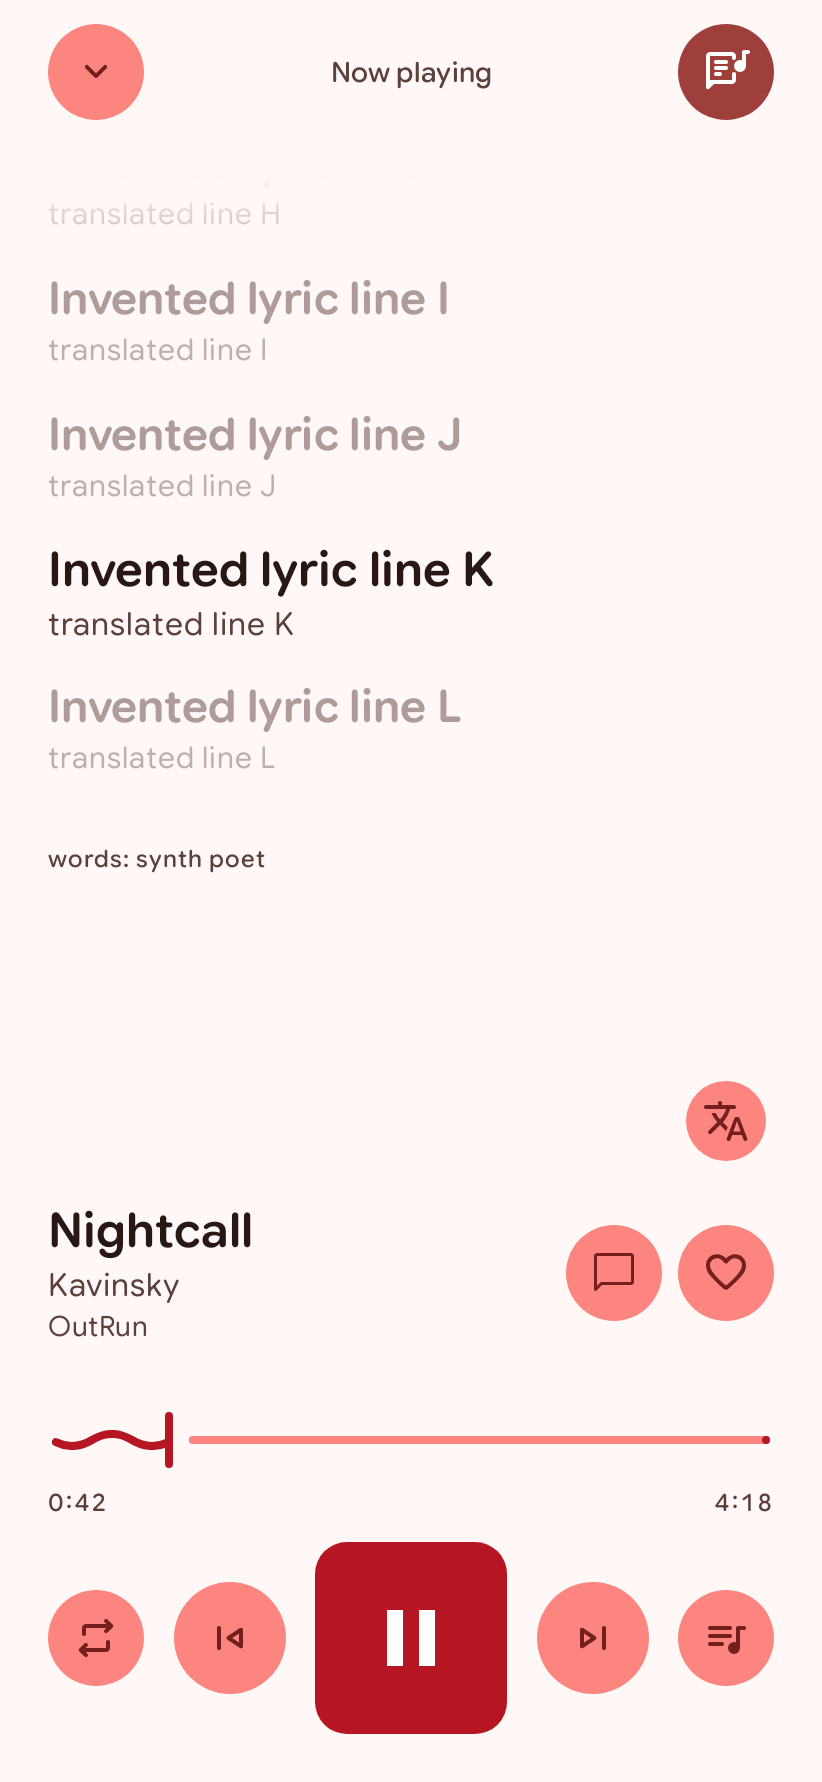 Now playing
translated line H
Invented lyric line I
translated line I
Invented lyric line J
translated line J
Invented lyric line K
translated line K
Invented lyric line L
translated line L
words: synth poet
Nightcall
Kavinsky
OutRun
0:42
4:18